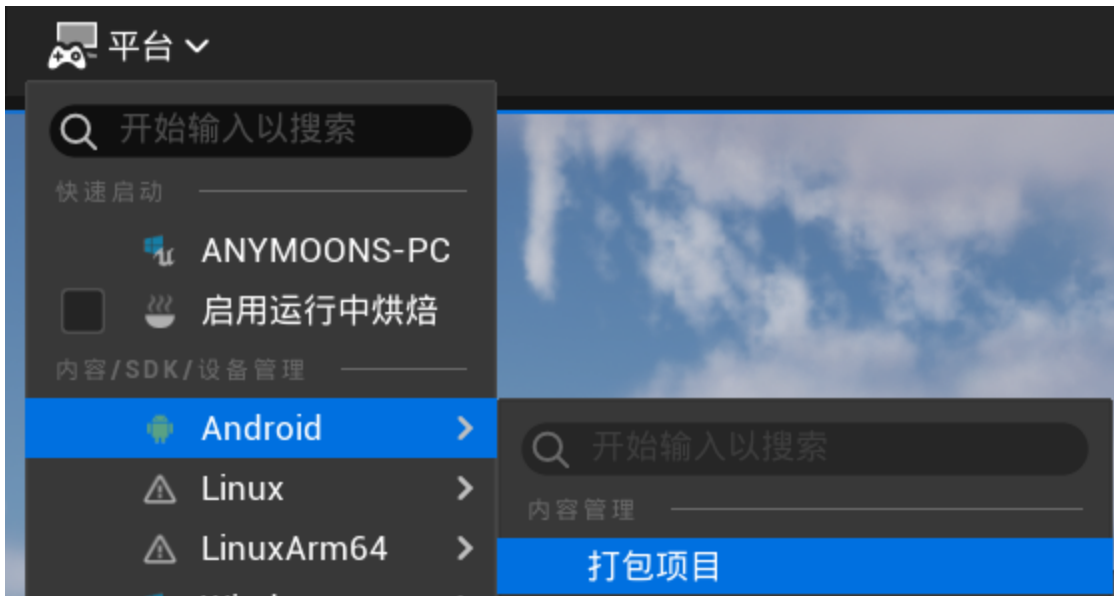 平台
开始输入以搜索
快速启动
ANYMOONS-PC
启用运行中烘焙
内容/SDK/设备管理
Android
Linux
LinuxArm64
开始输入以搜索
内容管理
打包项目